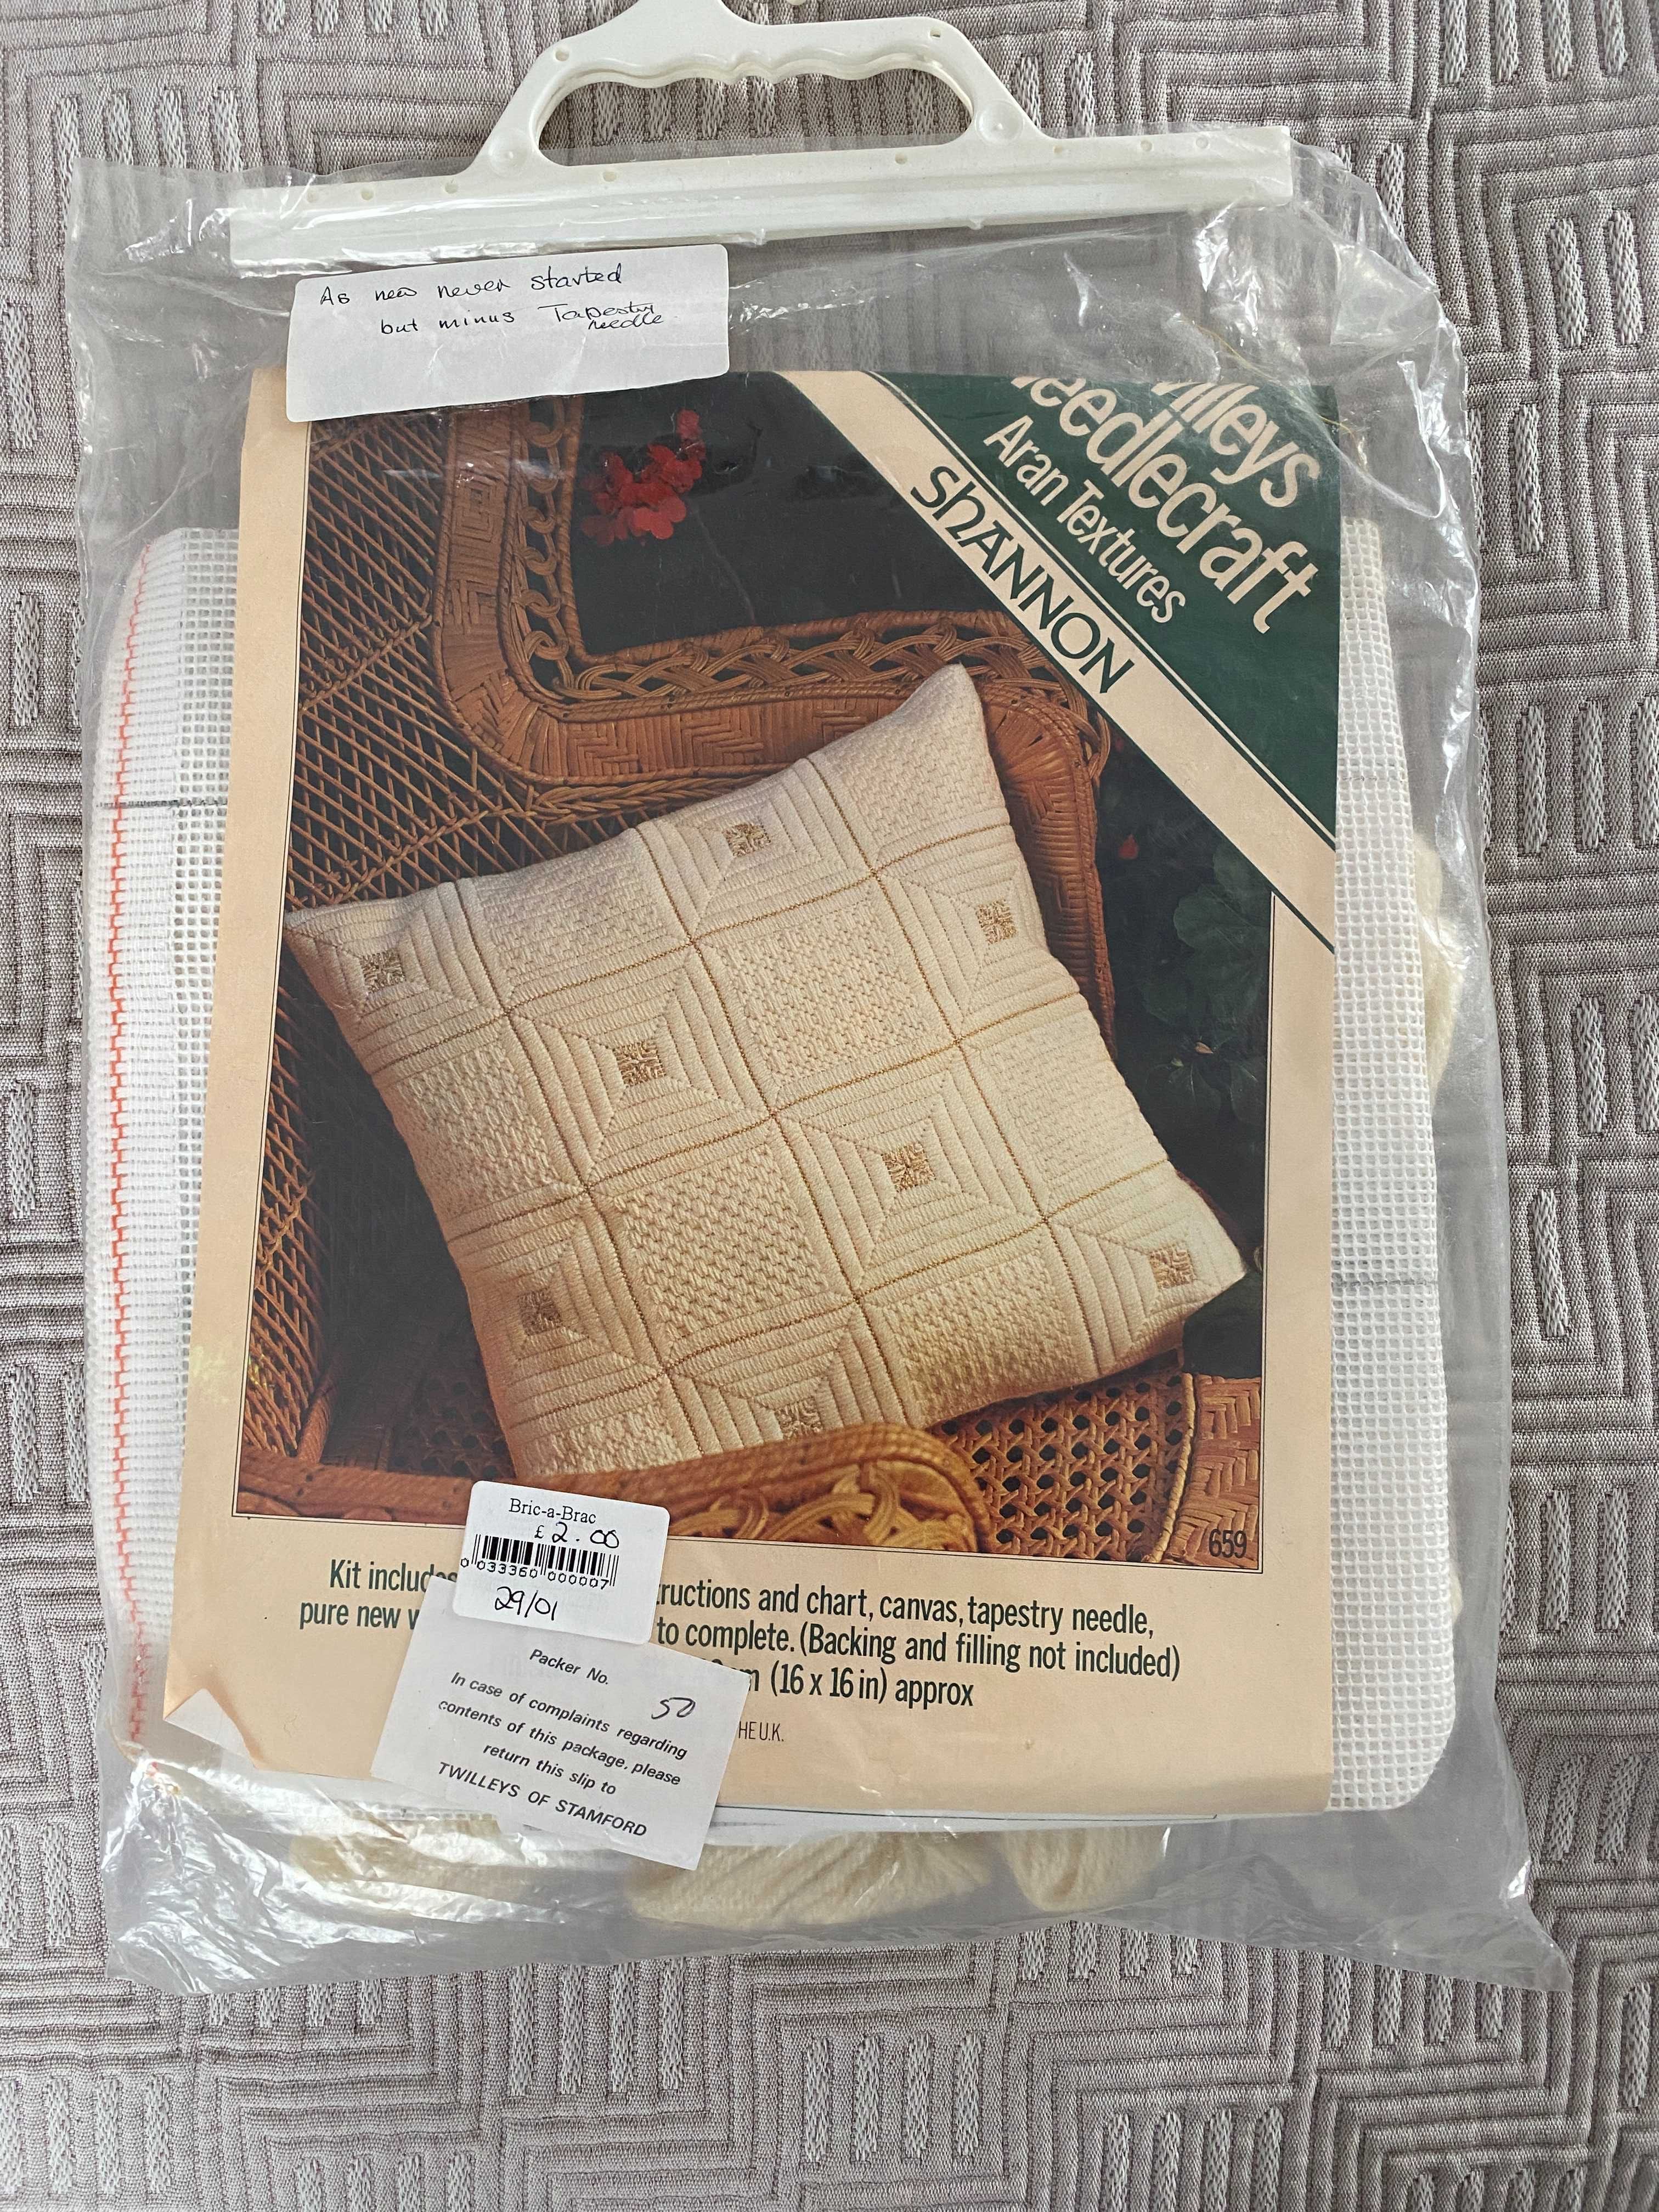 As new never started
but minus Tapestry
needle
illeys
eedlecraft
Aran Textures
SHANNON
659
Bric-a-Brac
£ 2.00
0 033360 000007
29/01
Kit includes ructions and chart, canvas, tapestry needle,
pure new to complete. (Backing and filling not included)
(16 x 16 in) approx
HE U.K.
Packer No.
50
In case of complaints regarding
contents of this package, please
return this slip to
TWILLEYS OF STAMFORD